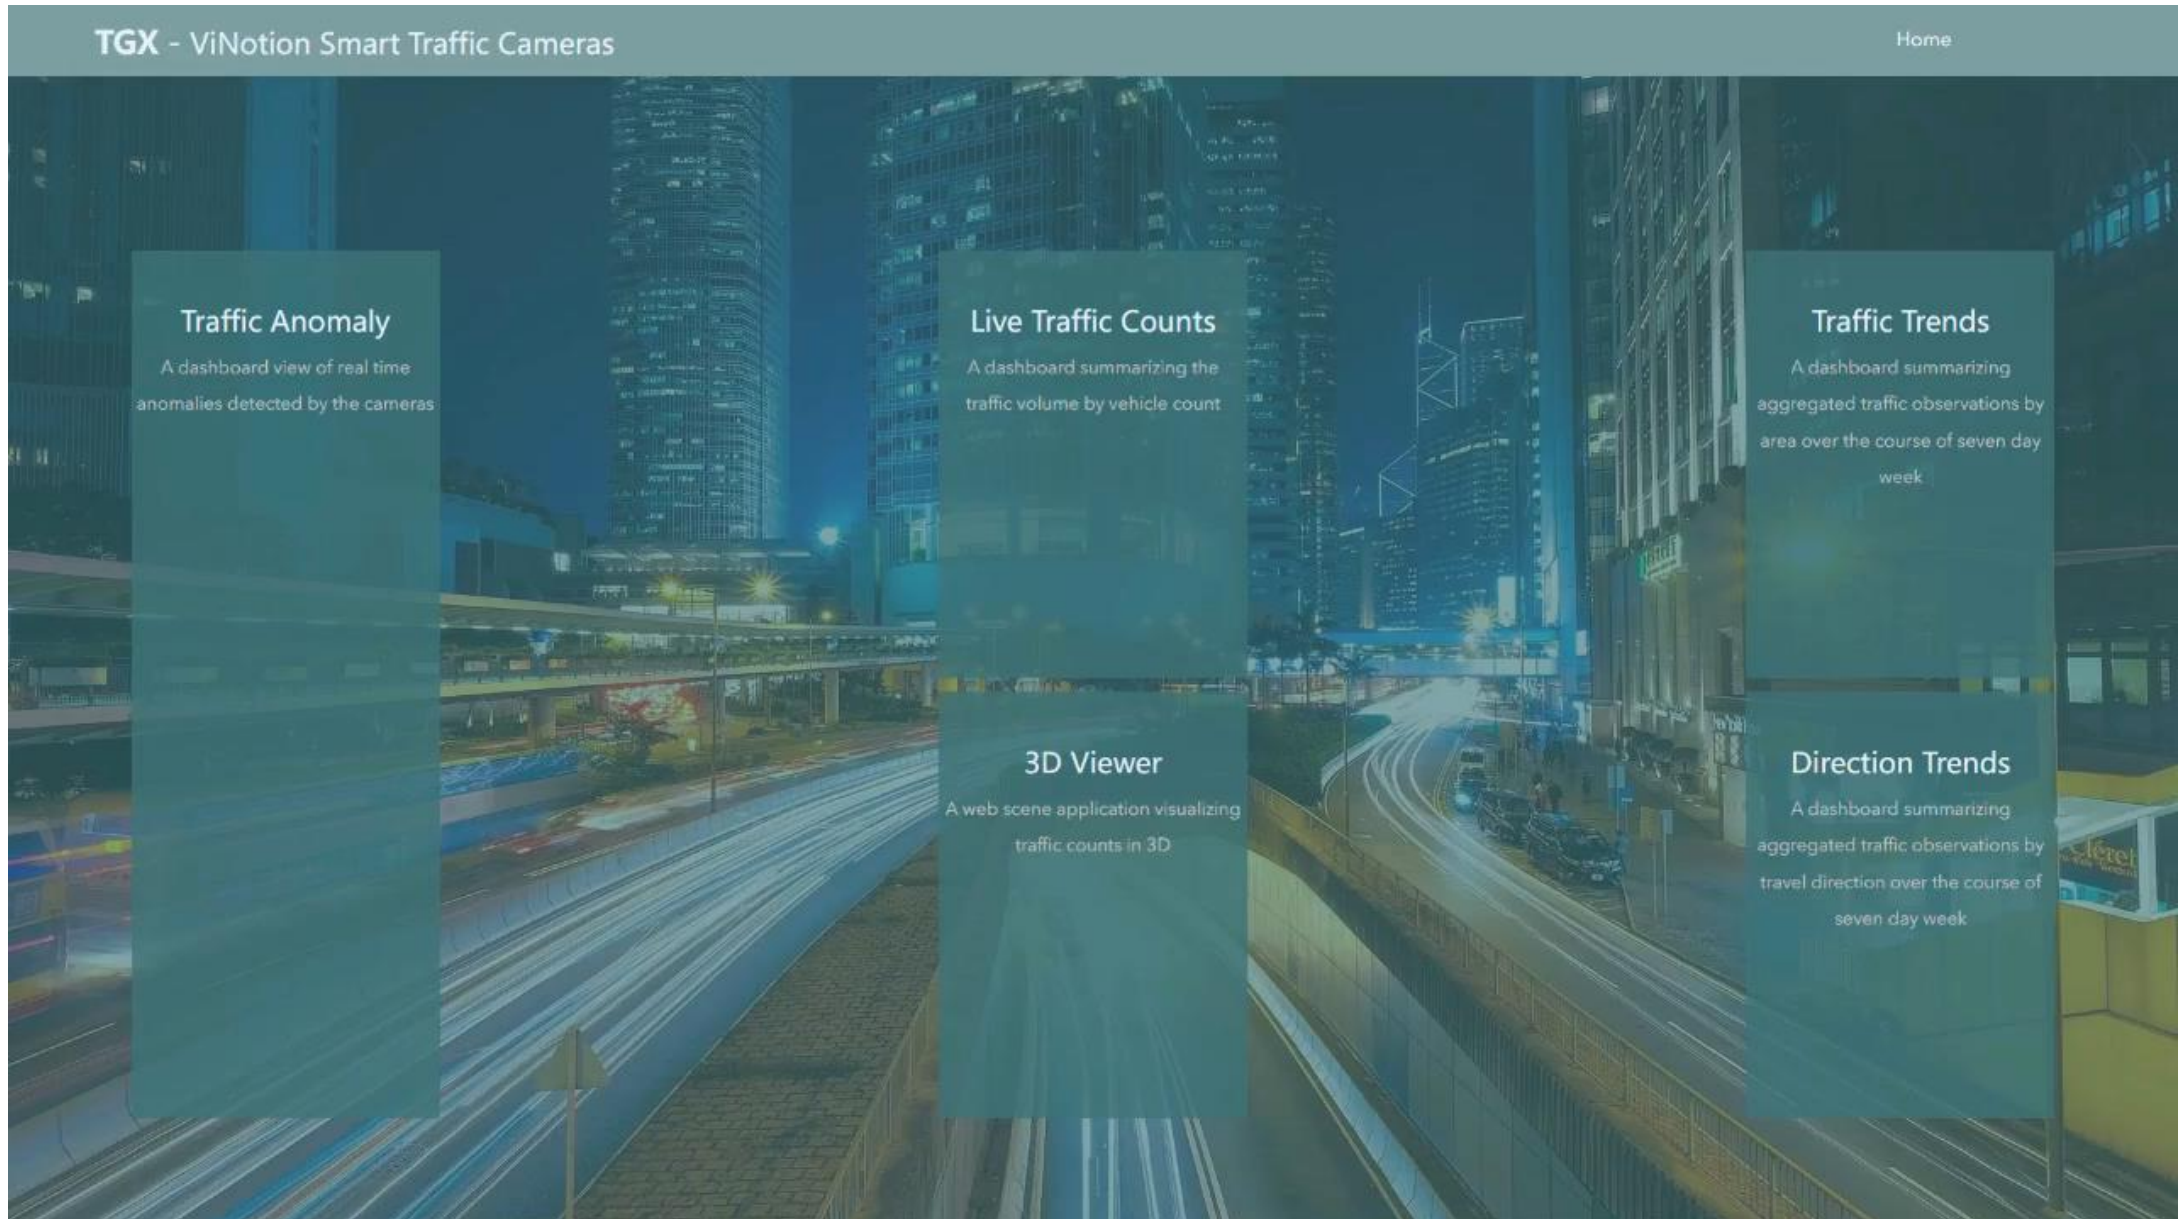 TGX - ViNotion Smart Traffic Cameras
Home
Traffic Anomaly
A dashboard view of real time
anomalies detected by the cameras
Live Traffic Counts
A dashboard summarizing the
traffic volume by vehicle count
3D Viewer
A web scene application visualizing
traffic counts in 3D
Traffic Trends
A dashboard summarizing
aggregated traffic observations by
area over the course of seven day
week
Direction Trends
A dashboard summarizing
aggregated traffic observations by
travel direction over the course of
seven day week